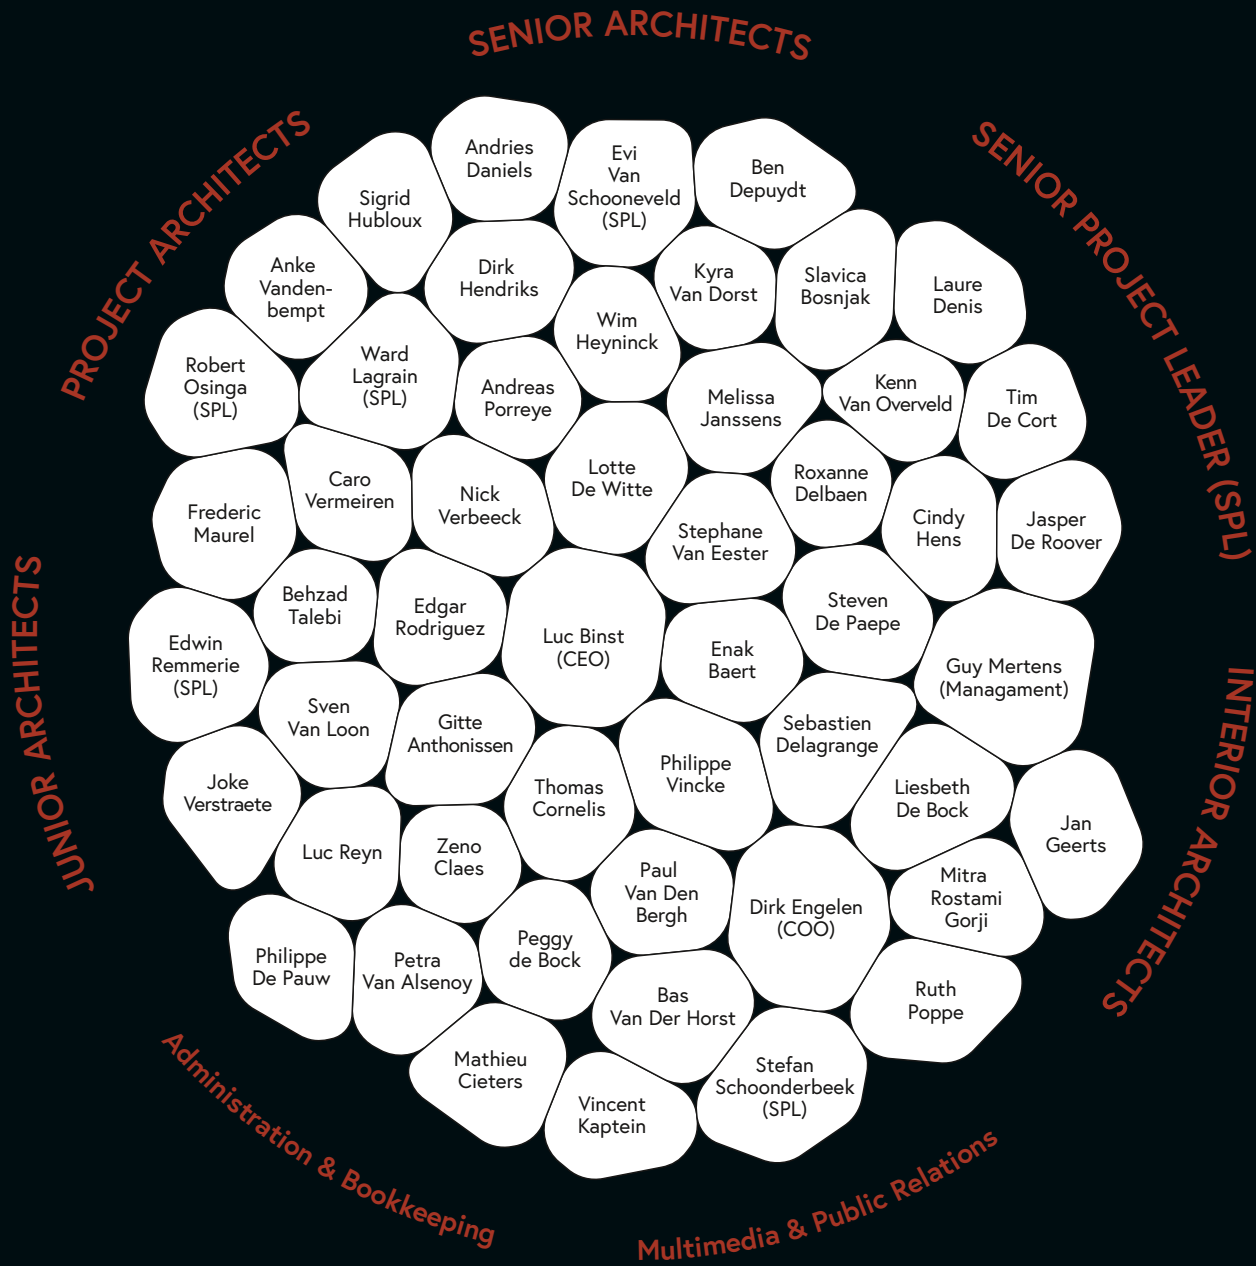 SENIOR ARCHITECTS
PROJECT ARCHITECTS
SENIOR PROJECT LEADER (SPL)
JUNIOR ARCHITECTS
INTERIOR ARCHITECTS
Administration & Bookkeeping
Multimedia & Public Relations
Andries
Daniels
Evi
Van
Schooneveld
(SPL)
Ben
Depuydt
Sigrid
Hubloux
Anke
Vanden-
bempt
Dirk
Hendriks
Kyra
Van Dorst
Slavica
Bosnjak
Laure
Denis
Wim
Heyninck
Robert
Osinga
(SPL)
Ward
Lagrain
(SPL)
Andreas
Porreye
Melissa
Janssens
Kenn
Van Overveld
Tim
De Cort
Frederic
Maurel
Caro
Vermeiren
Nick
Verbeeck
Lotte
De Witte
Roxanne
Delbaen
Stephane
Van Eester
Cindy
Hens
Jasper
De Roover
Behzad
Talebi
Edgar
Rodriguez
Luc Binst
(CEO)
Enak
Baert
Steven
De Paepe
Guy Mertens
(Managament)
Edwin
Remmerie
(SPL)
Sven
Van Loon
Gitte
Anthonissen
Sebastien
Delagrange
Philippe
Vincke
Thomas
Cornelis
Liesbeth
De Bock
Jan
Geerts
Joke
Verstraete
Luc Reyn
Zeno
Claes
Paul
Van Den
Bergh
Dirk Engelen
(COO)
Mitra
Rostami
Gorji
Philippe
De Pauw
Petra
Van Alsenoy
Peggy
de Bock
Bas
Van Der Horst
Ruth
Poppe
Mathieu
Cieters
Vincent
Kaptein
Stefan
Schoonderbeek
(SPL)